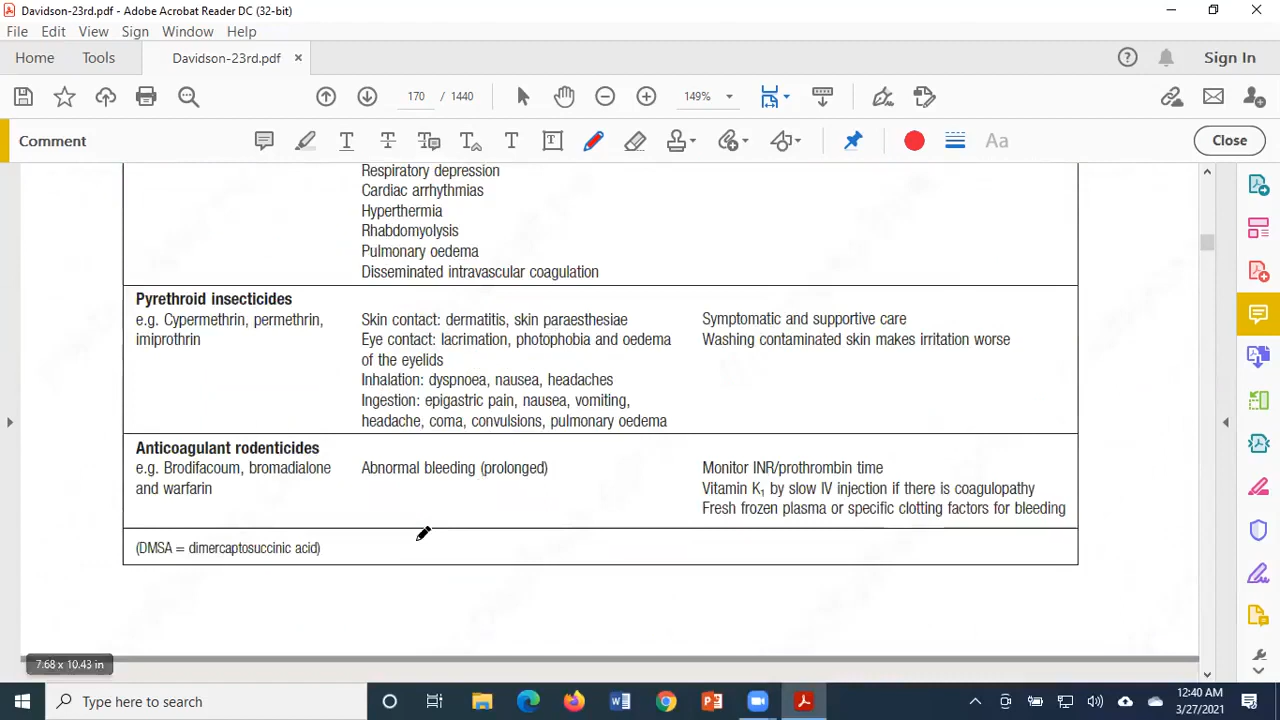 Davidson-23rd.pdf - Adobe Acrobat Reader DC (32-bit)
File Edit View Sign Window Help
Home Tools Davidson-23rd.pdf × Sign In
170 / 1440 149%
Comment Close
Respiratory depression
Cardiac arrhythmias
Hyperthermia
Rhabdomyolysis
Pulmonary oedema
Disseminated intravascular coagulation
Pyrethroid insecticides
e.g. Cypermethrin, permethrin,
imiprothrin
Skin contact: dermatitis, skin paraesthesiae
Eye contact: lacrimation, photophobia and oedema
of the eyelids
Inhalation: dyspnoea, nausea, headaches
Ingestion: epigastric pain, nausea, vomiting,
headache, coma, convulsions, pulmonary oedema
Symptomatic and supportive care
Washing contaminated skin makes irritation worse
Anticoagulant rodenticides
e.g. Brodifacoum, bromadialone
and warfarin
Abnormal bleeding (prolonged)
Monitor INR/prothrombin time
Vitamin K₁ by slow IV injection if there is coagulopathy
Fresh frozen plasma or specific clotting factors for bleeding
(DMSA = dimercaptosuccinic acid)
7.68 x 10.43 in
Type here to search
12:40 AM
3/27/2021